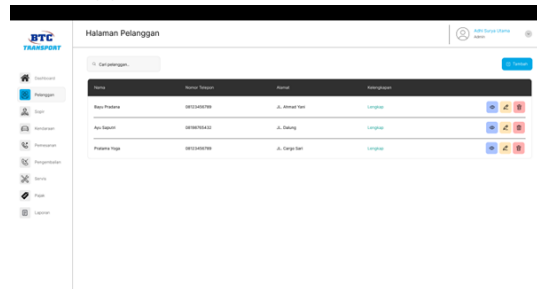 BTC
TRANSPORT
Halaman Pelanggan
Adhi Surya Utama
Admin
Cari pelanggan..
Tambah
Dashboard
Pelanggan
Supir
Kendaraan
Pemesanan
Pengembalian
Servis
Pajak
Laporan
Nama Nomor Telepon Alamat Kelengkapan
Bayu Pradana 08123456789 JL. Ahmad Yani Lengkap
Ayu Saputri 08198765432 JL. Dalung Lengkap
Pratama Yoga 08123456789 JL. Cargo Sari Lengkap